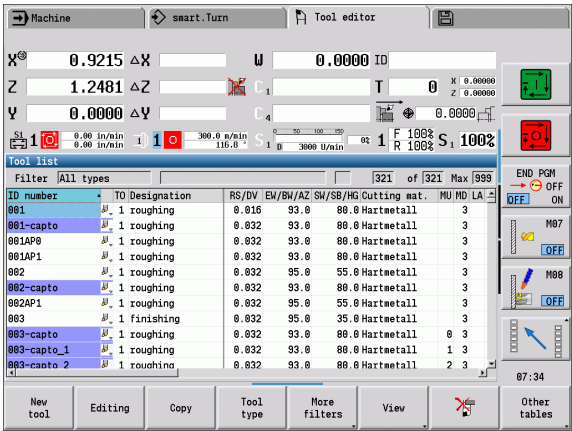 Machine smart.Turn Tool editor
X 0.9215 ΔX W 0.0000 ID
Z 1.2481 ΔZ C 1 T 0 X 0.00000 Z 0.00000
Y 0.0000 ΔY C 4 0.0000
S1 1 0.00 in/min 0.00 in/min 1 1 300.0 m/min 116.8 ° S 1 0 50 100 150 D 3000 U/min 0% 1 F 100% R 100% S 1 100%
Tool list
Filter All types 321 of 321 Max 999
ID number TO Designation RS/DV EW/BW/AZ SW/SB/HG Cutting mat. MU MD LA
001 1 roughing 0.016 93.0 80.0 Hartmetall 3
001-capto 1 roughing 0.032 93.0 80.0 Hartmetall 3
001AP0 1 roughing 0.032 93.0 80.0 Hartmetall 3
001AP1 1 roughing 0.032 93.0 80.0 Hartmetall 3
002 1 roughing 0.032 95.0 55.0 Hartmetall 3
002-capto 1 roughing 0.032 93.0 80.0 Hartmetall 3
002AP1 1 roughing 0.032 95.0 55.0 Hartmetall 3
003 1 finishing 0.032 95.0 35.0 Hartmetall 3
003-capto 1 roughing 0.032 93.0 80.0 Hartmetall 0 3
003-capto_1 1 roughing 0.032 93.0 80.0 Hartmetall 1 3
003-capto_2 1 roughing 0.032 93.0 80.0 Hartmetall 2 3
END PGM
OFF
OFF ON
M07
OFF
M08
OFF
07:34
New tool Editing Copy Tool type More filters View Other tables